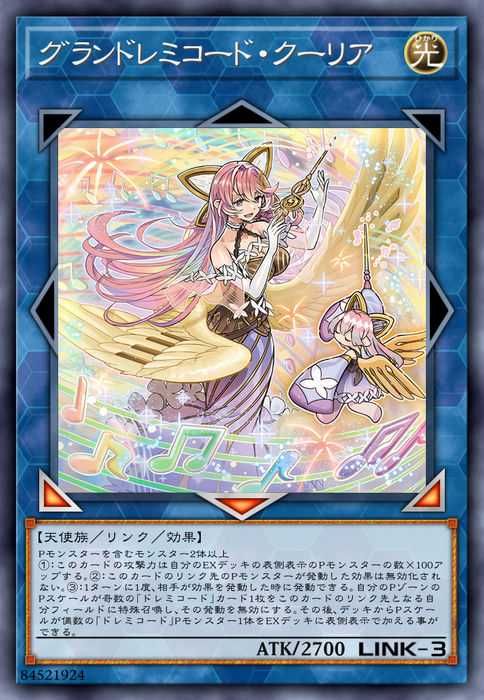 グランドレミコード・クーリア
ひかり
光
【天使族／リンク／効果】
Pモンスターを含むモンスター2体以上
①：このカードの攻撃力は自分のEXデッキの表側表示のPモンスターの数×100ア
ップする。②：このカードのリンク先のPモンスターが発動した効果は無効化され
ない。③：1ターンに1度、相手が効果を発動した時に発動できる。自分のPゾーンの
Pスケールが奇数の「ドレミコード」カード1枚をこのカードのリンク先となる自
分フィールドに特殊召喚し、その発動を無効にする。その後、デッキからPスケー
ルが偶数の「ドレミコード」Pモンスター1体をEXデッキに表側表示で加える事が
できる。
ATK/2700 LINK-3
84521924